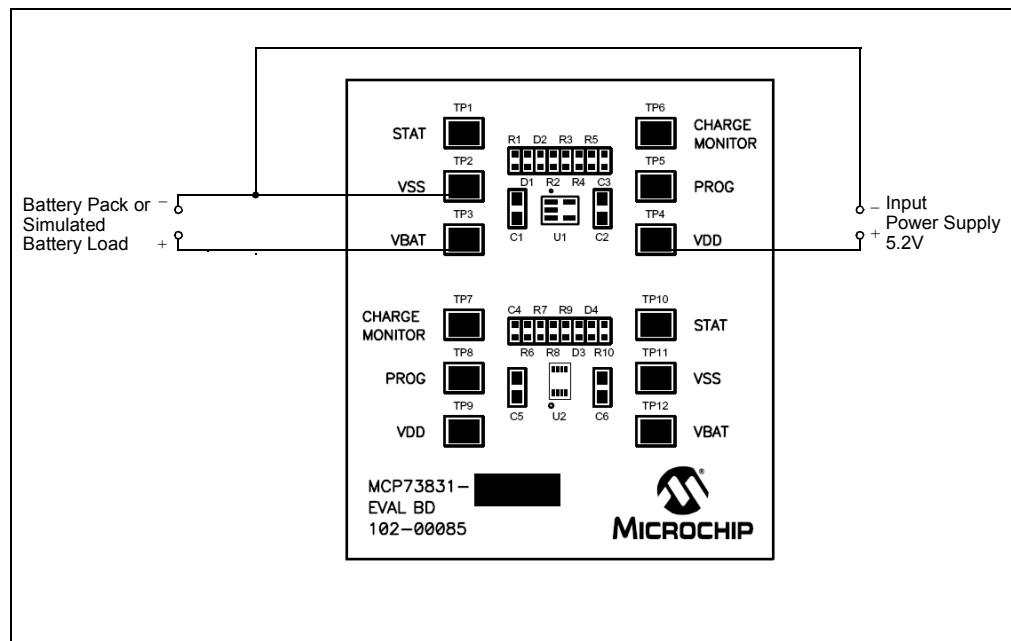 TP1
STAT
TP2
VSS
TP3
VBAT
R1 D2 R3 R5
D1 R2 R4 C3
C1 U1 C2
TP6
CHARGE
MONITOR
TP5
PROG
TP4
VDD
Battery Pack or −
Simulated
Battery Load +
− Input
Power Supply
+ 5.2V
TP7
CHARGE
MONITOR
TP8
PROG
TP9
VDD
C4 R7 R9 D4
R6 R8 D3 R10
C5 U2 C6
TP10
STAT
TP11
VSS
TP12
VBAT
MCP73831-
EVAL BD
102-00085
®
MICROCHIP